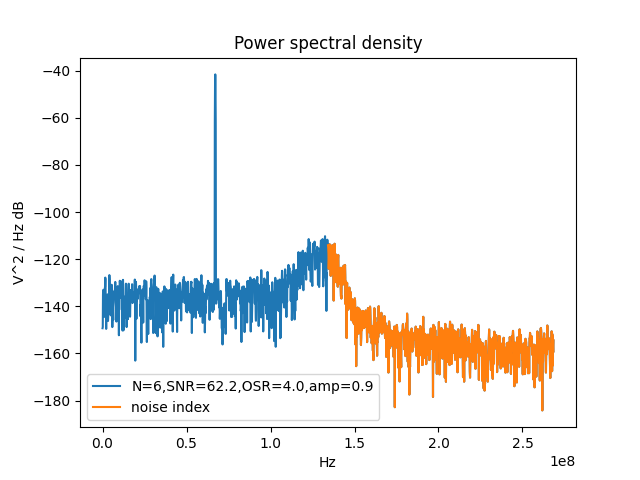 Power spectral density
V^2 / Hz dB
−40
−60
−80
−100
−120
−140
−160
−180
N=6,SNR=62.2,OSR=4.0,amp=0.9
noise index
0.0 0.5 1.0 1.5 2.0 2.5
Hz
1e8